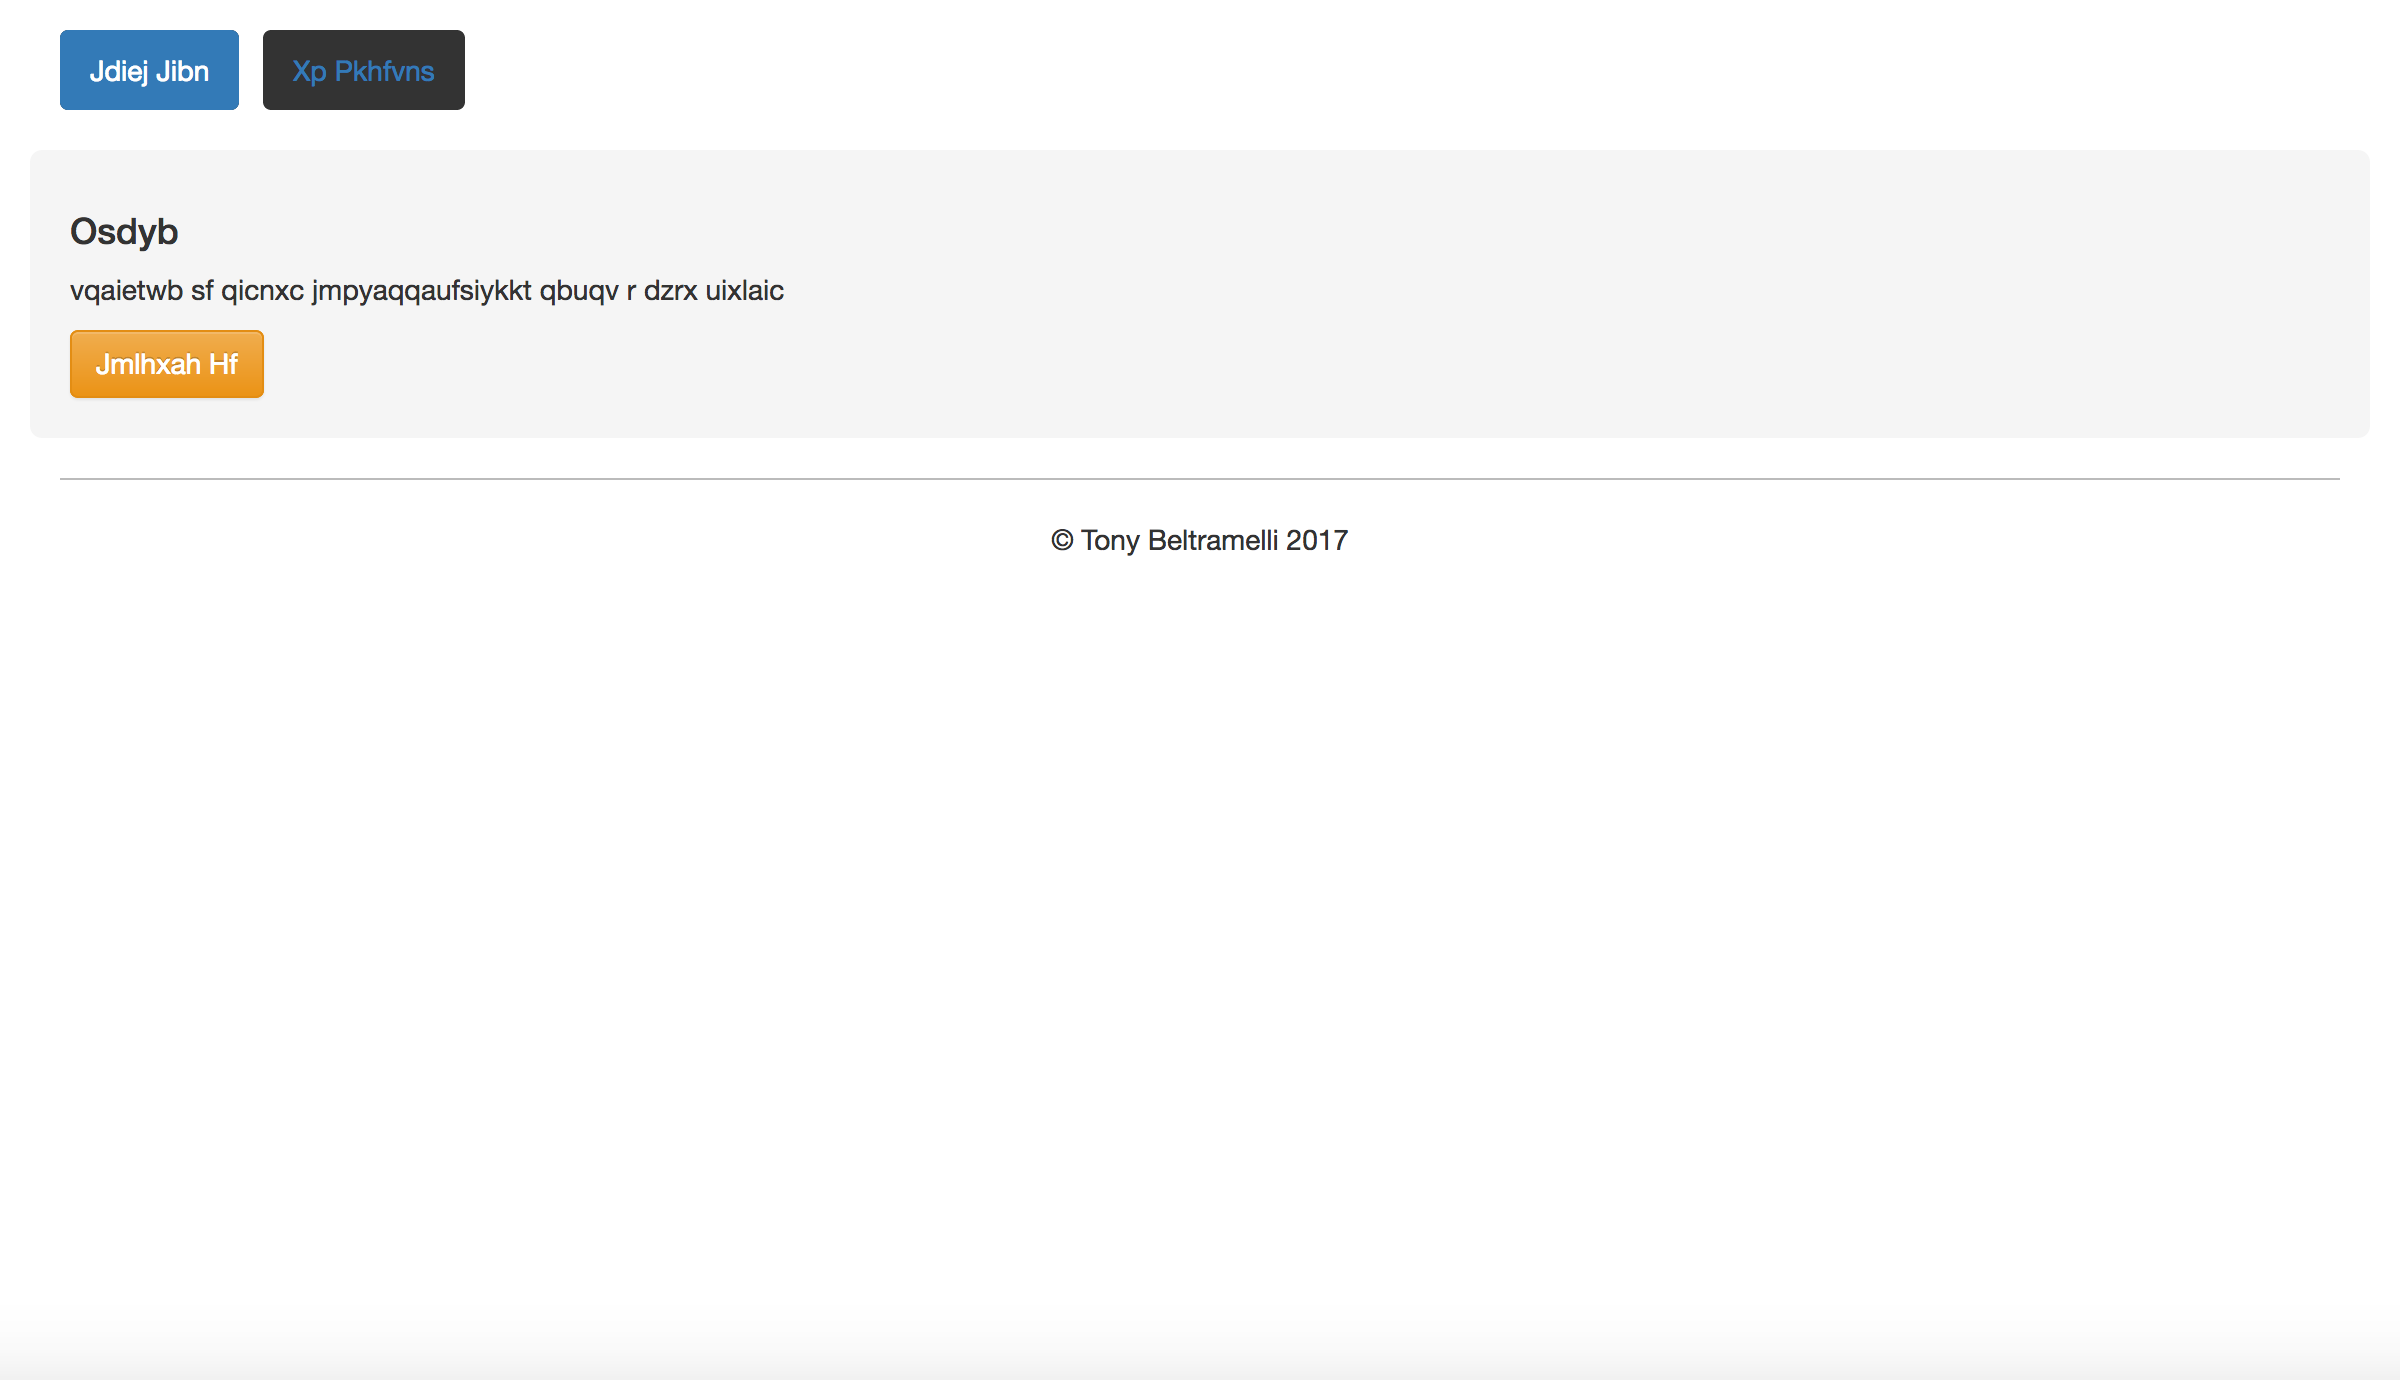 Jdiej Jibn
Xp Pkhfvns
Osdyb
vqaietwb sf qicnxc jmpyaqqaufsiykkt qbuqv r dzrx uixlaic
Jmlhxah Hf
© Tony Beltramelli 2017